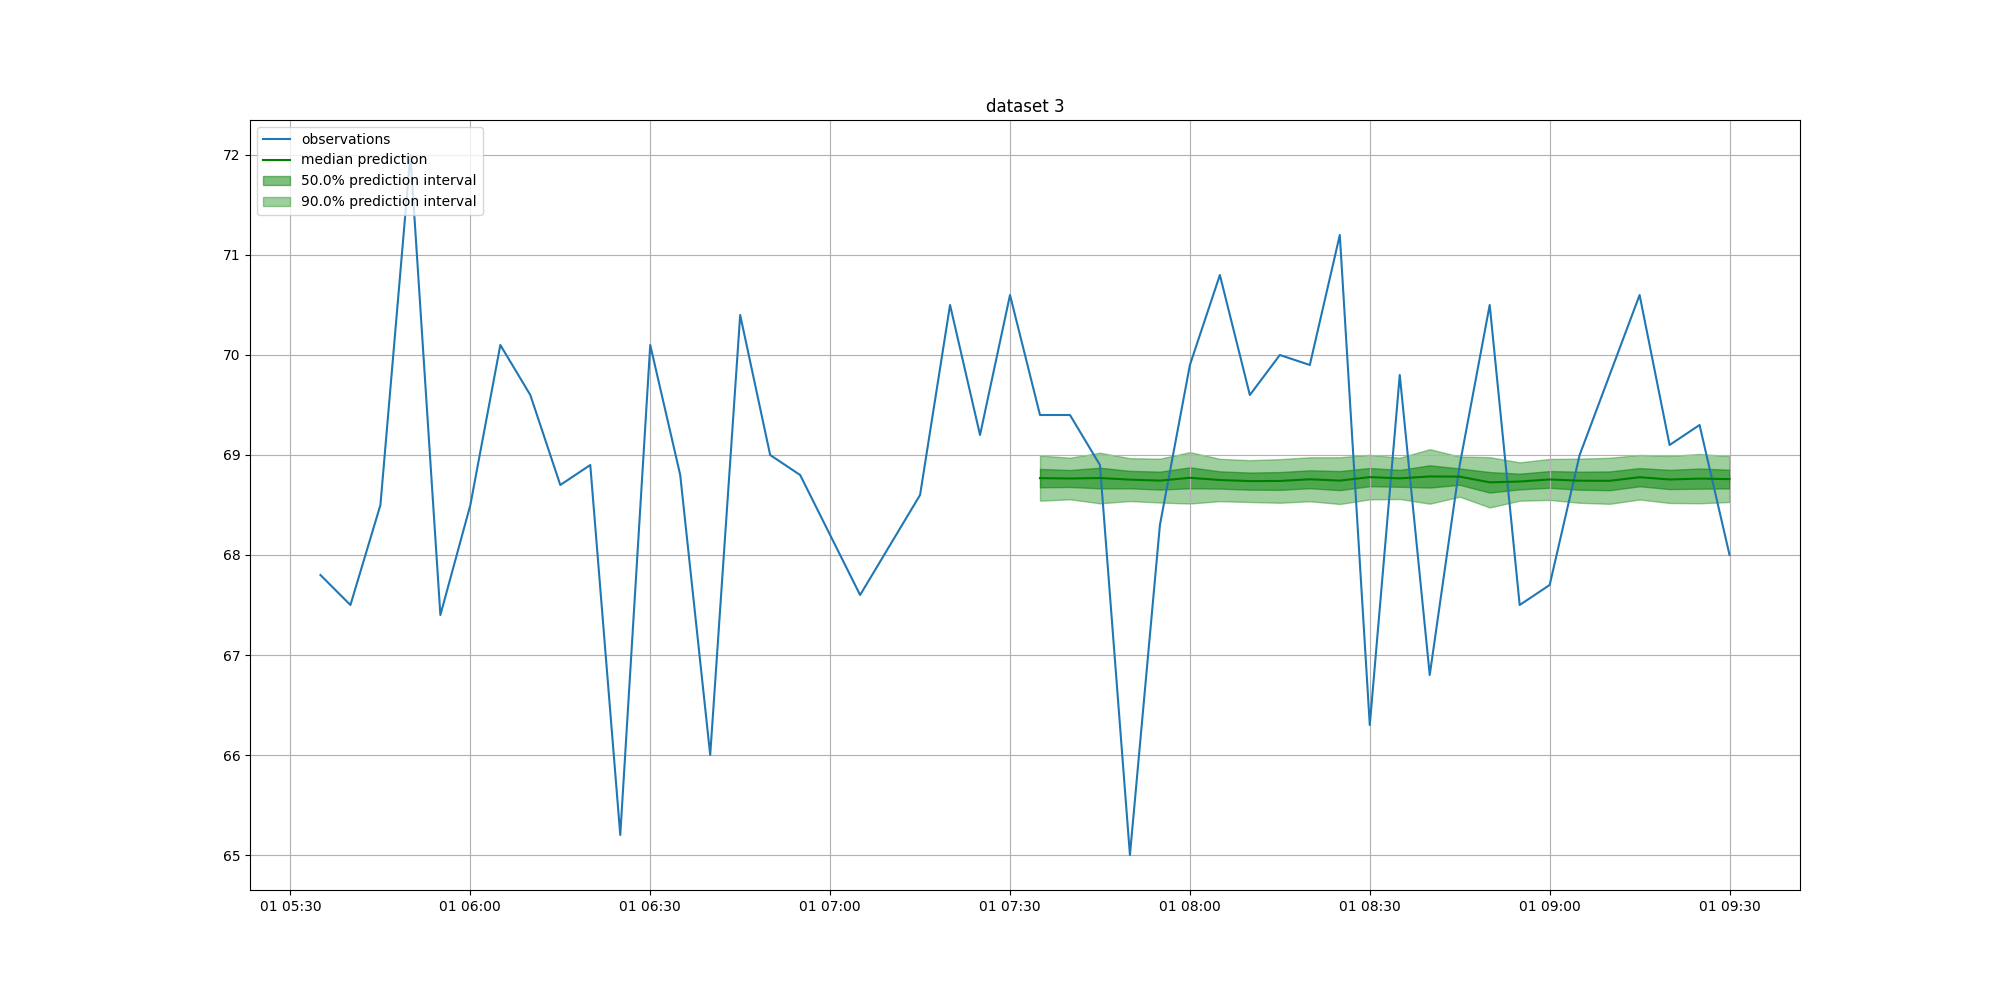 dataset 3
observations
median prediction
50.0% prediction interval
90.0% prediction interval
72
71
70
69
68
67
66
65
01 05:30 01 06:00 01 06:30 01 07:00 01 07:30 01 08:00 01 08:30 01 09:00 01 09:30